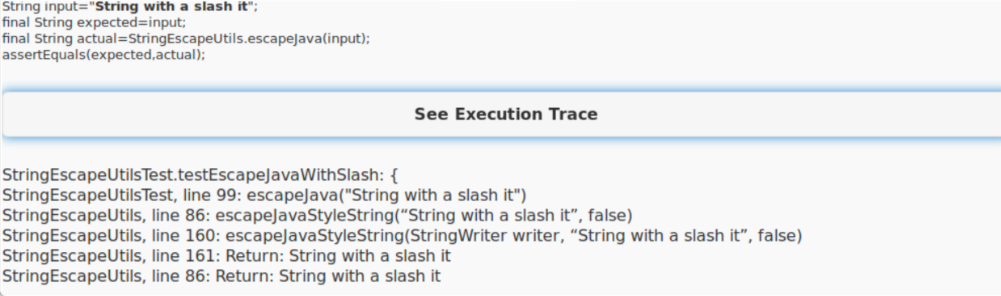 String input="String with a slash it";
final String expected=input;
final String actual=StringEscapeUtils.escapeJava(input);
assertEquals(expected,actual);
See Execution Trace
StringEscapeUtilsTest.testEscapeJavaWithSlash: {
StringEscapeUtilsTest, line 99: escapeJava("String with a slash it")
StringEscapeUtils, line 86: escapeJavaStyleString(“String with a slash it”, false)
StringEscapeUtils, line 160: escapeJavaStyleString(StringWriter writer, “String with a slash it”, false)
StringEscapeUtils, line 161: Return: String with a slash it
StringEscapeUtils, line 86: Return: String with a slash it